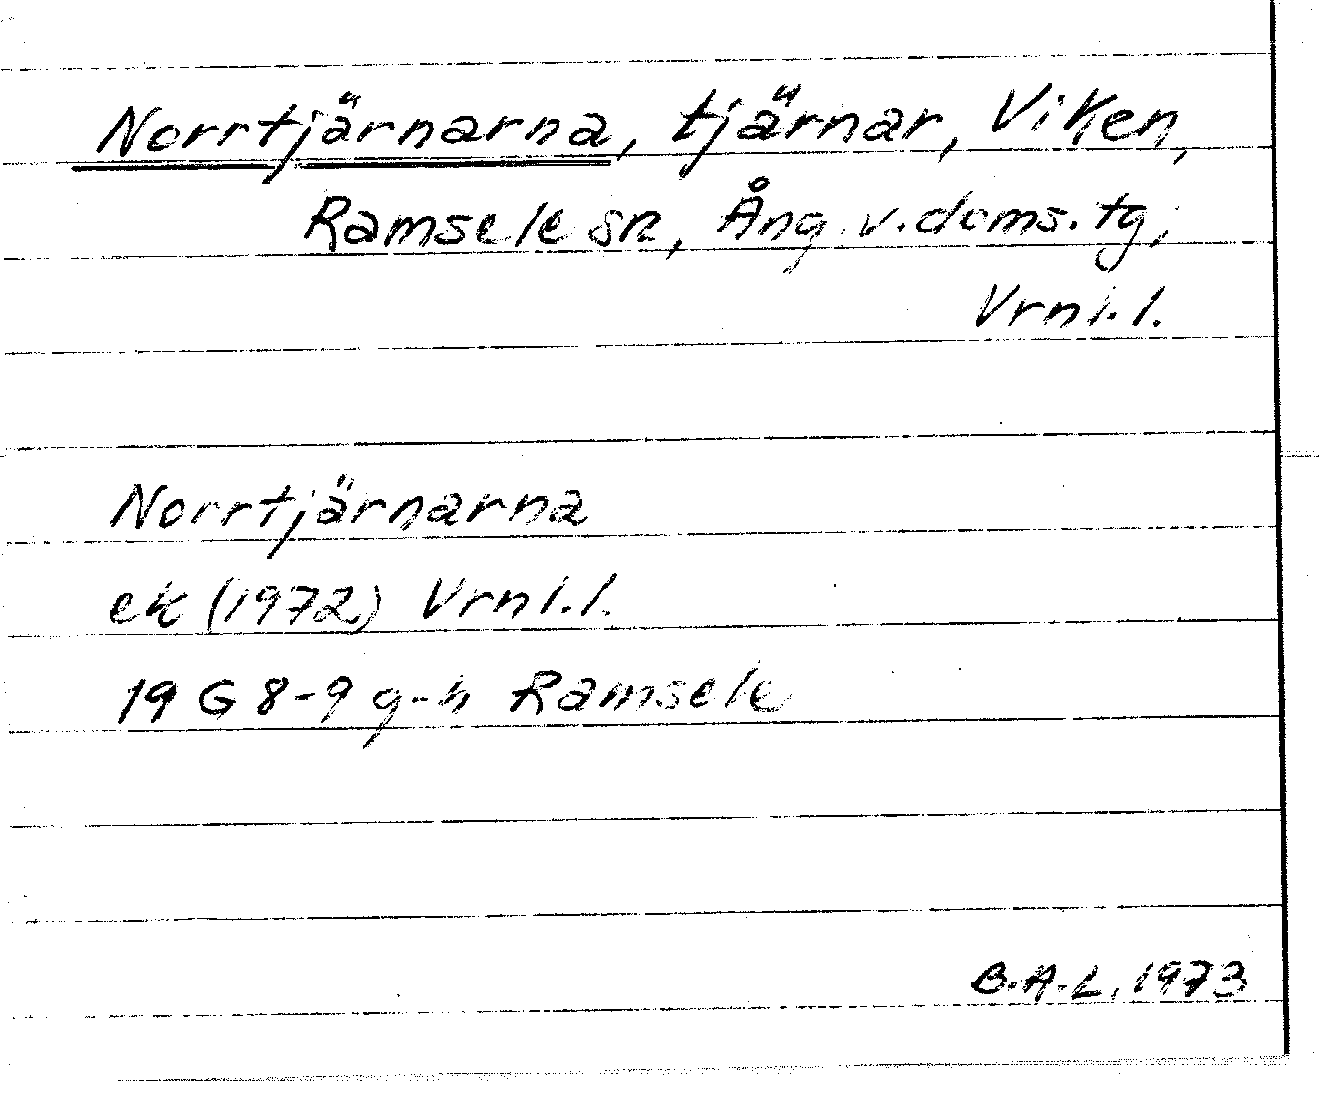 Norrtjärnarna, tjärnar, Viken,
Ramsele sn, Ång. v. doms. tg,
Vrnl. l.
Norrtjärnarna
ek (1972) Vrnl. l.
19 G 8-9 g-h Ramsele
B.A.L. 1973